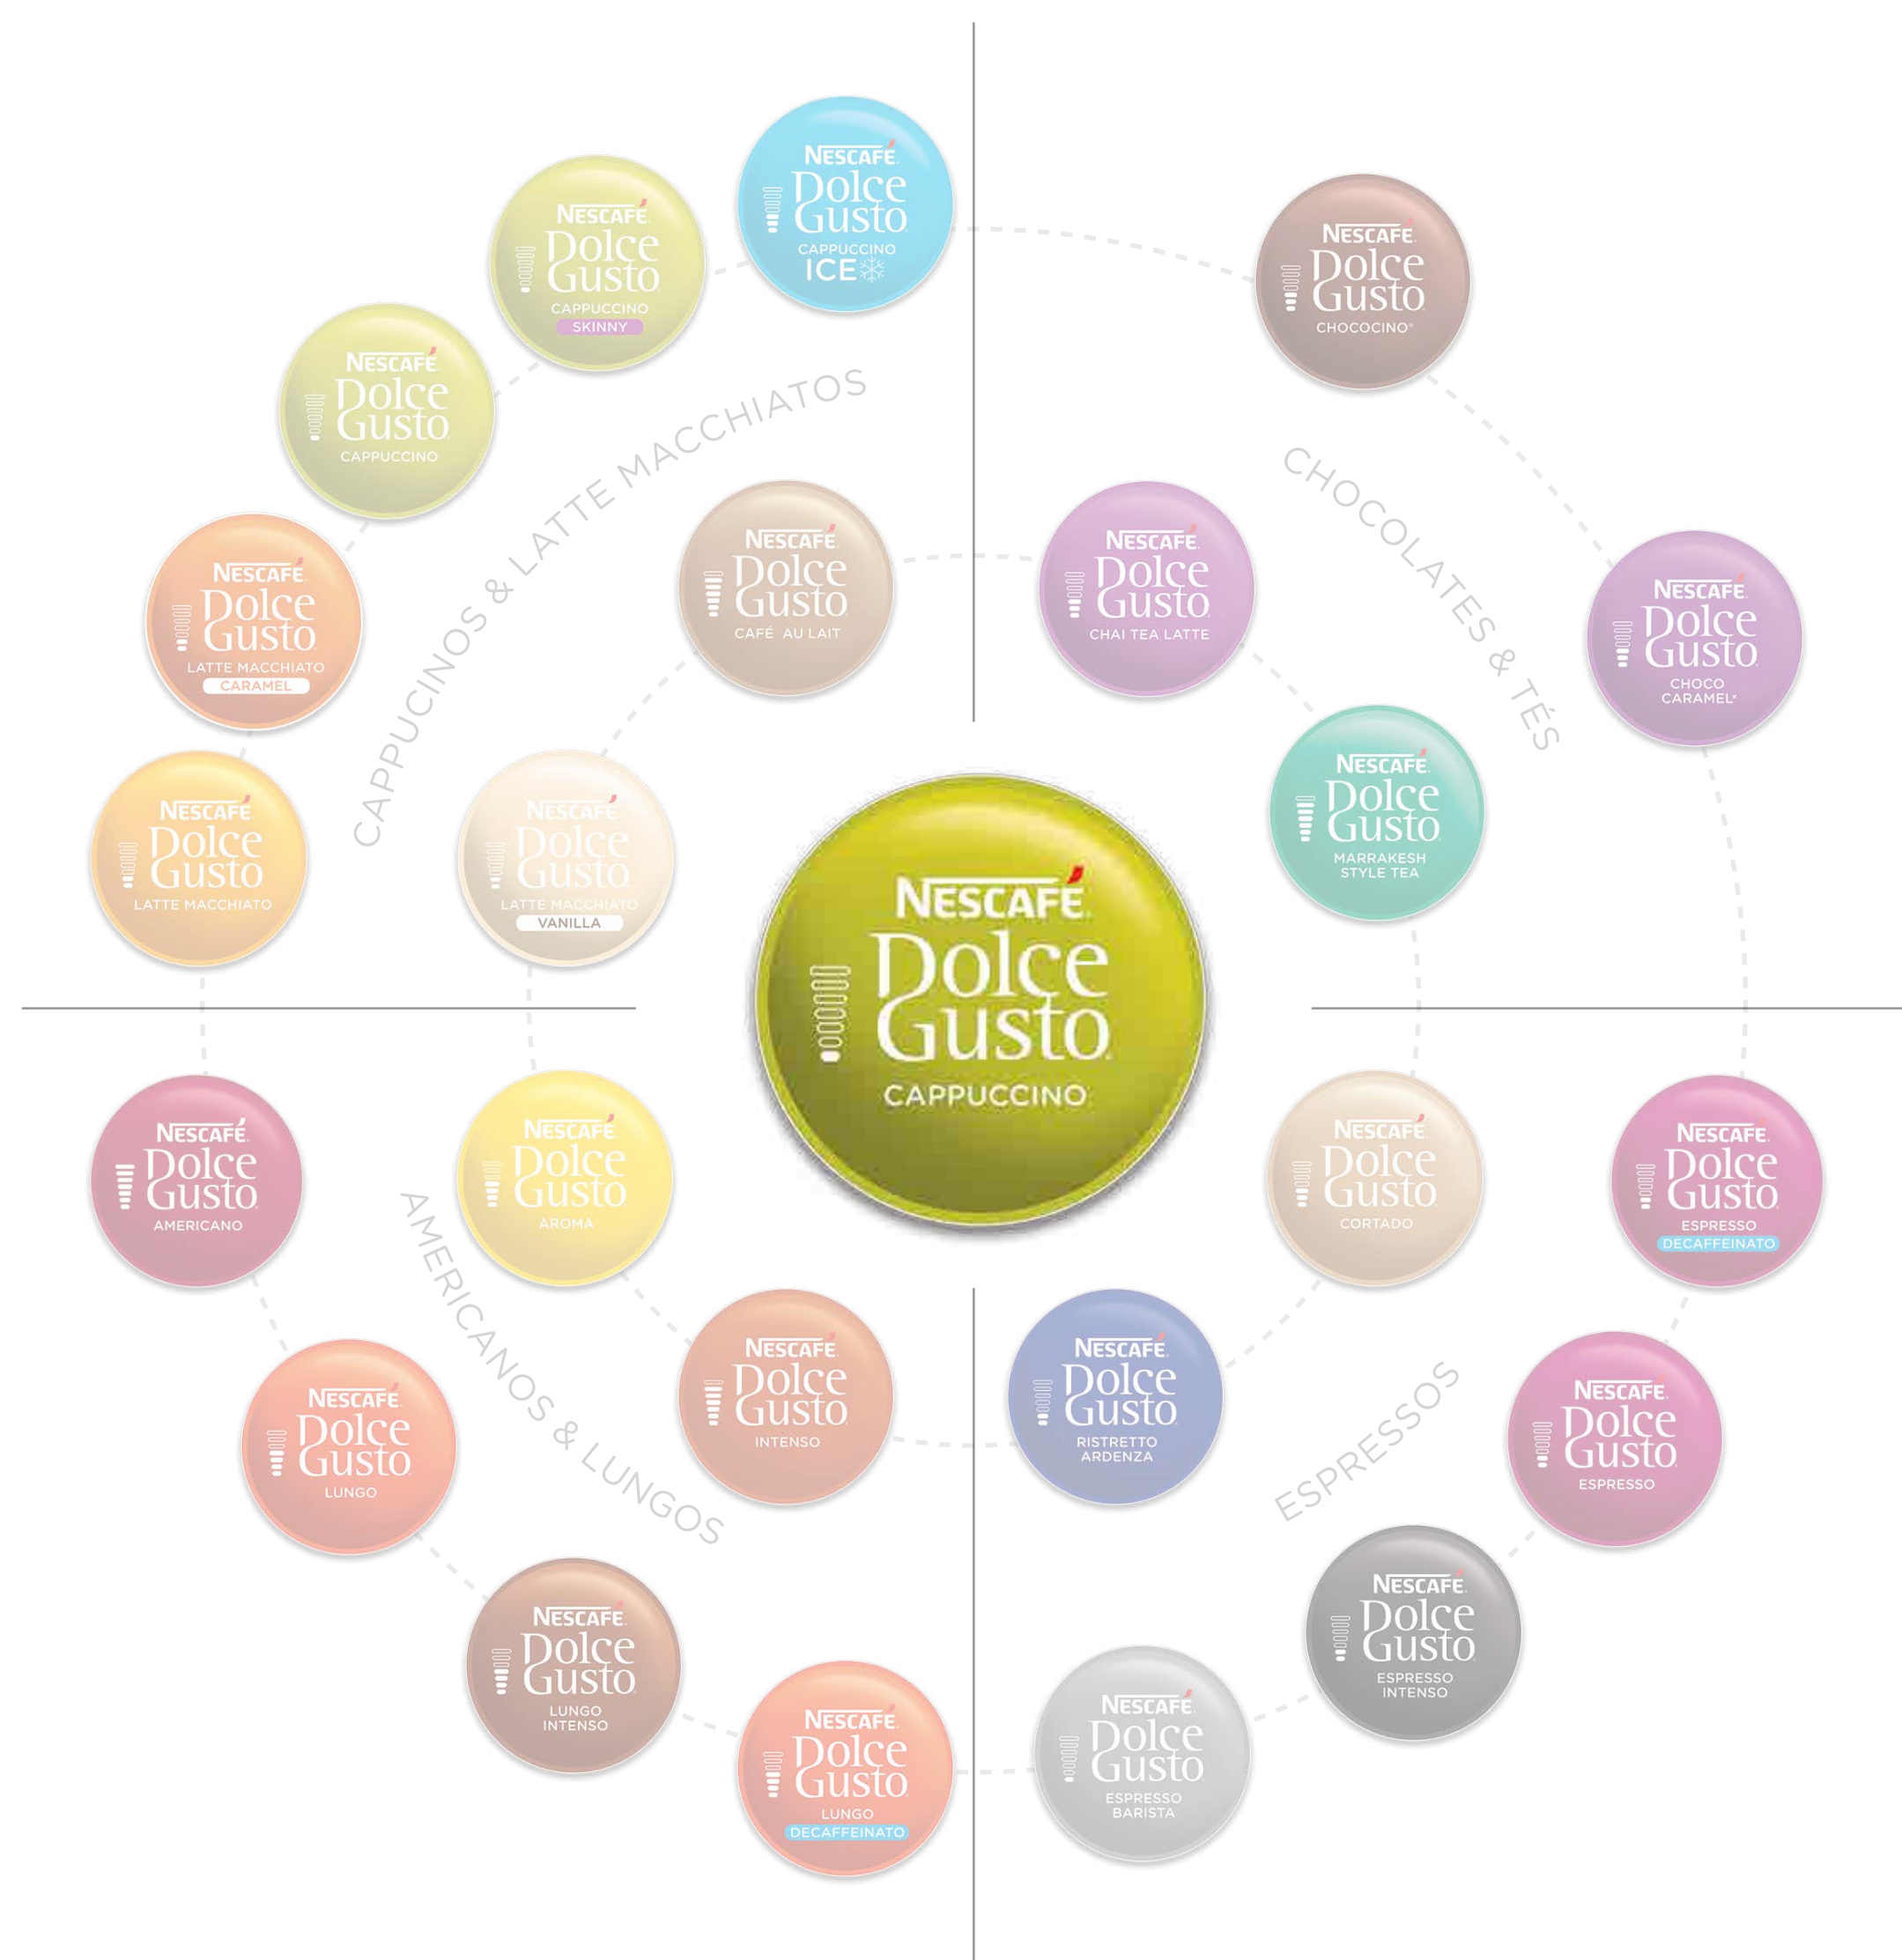 NESCAFÉ
Dolce
Gusto
CAPPUCCINO
ICE
NESCAFÉ
Dolce
Gusto
CAPPUCCINO
SKINNY
NESCAFÉ
Dolce
Gusto
CAPPUCCINO
NESCAFÉ
Dolce
Gusto
LATTE MACCHIATO
CARAMEL
NESCAFÉ
Dolce
Gusto
LATTE MACCHIATO
CAPPUCINOS & LATTE MACCHIATOS
NESCAFÉ
Dolce
Gusto
CAFÉ AU LAIT
NESCAFÉ
Dolce
Gusto
LATTE MACCHIATO
VANILLA
NESCAFÉ
Dolce
Gusto
CHOCOCINO®
NESCAFÉ
Dolce
Gusto
CHOCO
CARAMEL*
CHOCOLATES & TÉS
NESCAFÉ
Dolce
Gusto
CHAI TEA LATTE
NESCAFÉ
Dolce
Gusto
MARRAKESH
STYLE TEA
NESCAFÉ
Dolce
Gusto
CAPPUCCINO
NESCAFÉ
Dolce
Gusto
AMERICANO
NESCAFÉ
Dolce
Gusto
AROMA
NESCAFÉ
Dolce
Gusto
INTENSO
AMERICANOS & LUNGOS
NESCAFÉ
Dolce
Gusto
LUNGO
NESCAFÉ
Dolce
Gusto
LUNGO
INTENSO
NESCAFÉ
Dolce
Gusto
LUNGO
DECAFFEINATO
NESCAFÉ
Dolce
Gusto
CORTADO
NESCAFÉ
Dolce
Gusto
ESPRESSO
DECAFFEINATO
NESCAFÉ
Dolce
Gusto
RISTRETTO
ARDENZA
ESPRESSOS
NESCAFÉ
Dolce
Gusto
ESPRESSO
NESCAFÉ
Dolce
Gusto
ESPRESSO
INTENSO
NESCAFÉ
Dolce
Gusto
ESPRESSO
BARISTA